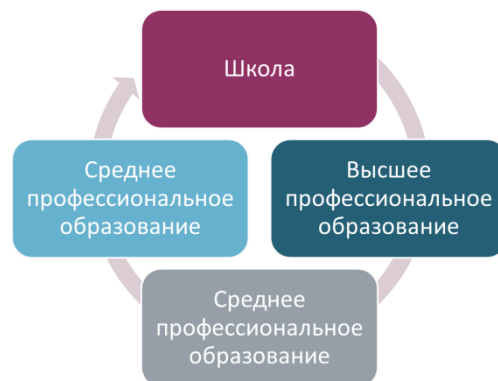 Школа
Среднее
профессиональное
образование
Высшее
профессиональное
образование
Среднее
профессиональное
образование